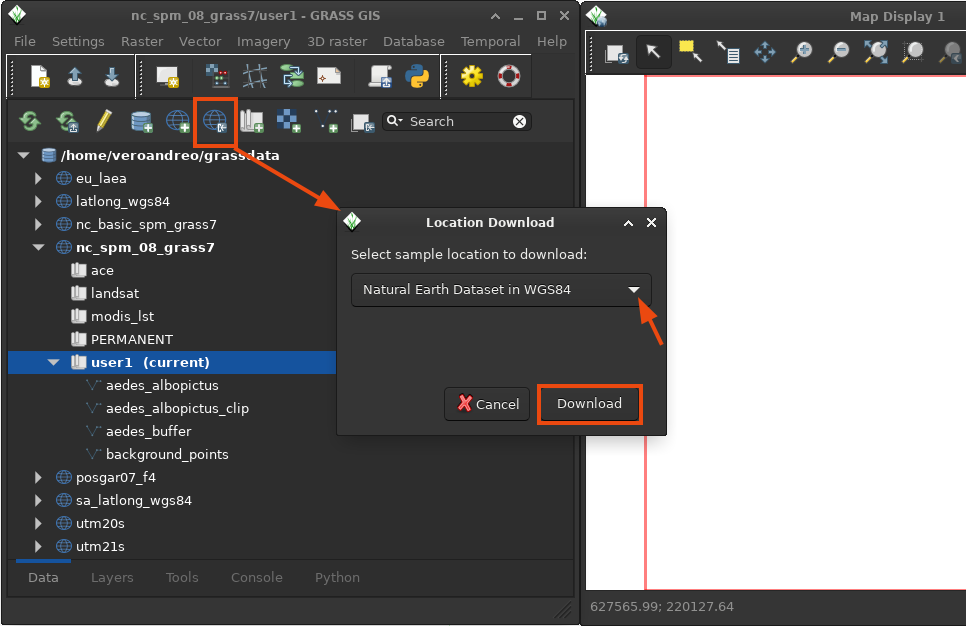 nc_spm_08_grass7/user1 - GRASS GIS
File Settings Raster Vector Imagery 3D raster Database Temporal Help
Search
/home/veroandreo/grassdata
eu_laea
latlong_wgs84
nc_basic_spm_grass7
nc_spm_08_grass7
ace
landsat
modis_lst
PERMANENT
user1 (current)
aedes_albopictus
aedes_albopictus_clip
aedes_buffer
background_points
posgar07_f4
sa_latlong_wgs84
utm20s
utm21s
Data Layers Tools Console Python
Location Download
Select sample location to download:
Natural Earth Dataset in WGS84
Cancel Download
Map Display 1
627565.99; 220127.64